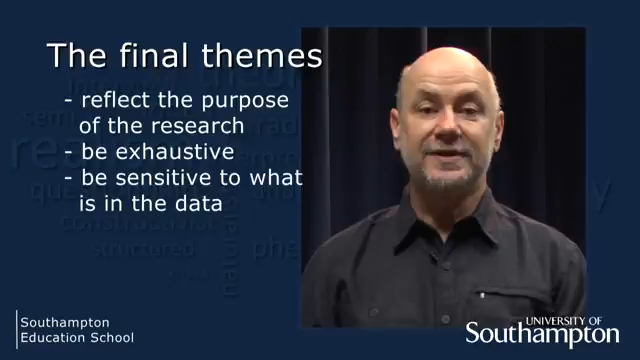 The final themes
- reflect the purpose
of the research
- be exhaustive
- be sensitive to what
is in the data
Southampton
Education School
UNIVERSITY OF
Southampton